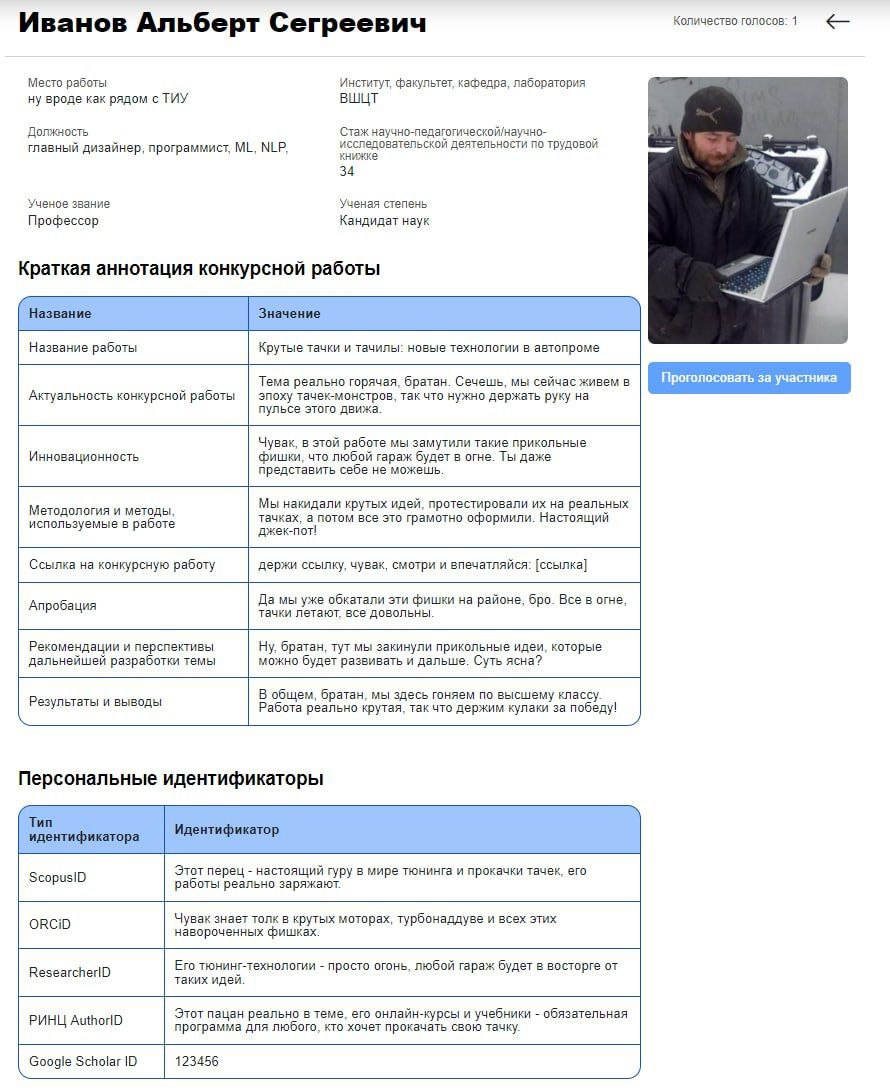 Иванов Альберт Сегреевич
Количество голосов: 1
Место работы
ну вроде как рядом с ТИУ
Институт, факультет, кафедра, лаборатория
ВШЦТ
Должность
главный дизайнер, программист, ML, NLP,
Стаж научно-педагогической/научно-
исследовательской деятельности по трудовой
книжке
34
Ученое звание
Профессор
Ученая степень
Кандидат наук
Краткая аннотация конкурсной работы
Название
Значение
Название работы
Крутые тачки и тачилы: новые технологии в автопроме
Актуальность конкурсной работы
Тема реально горячая, братан. Сечешь, мы сейчас живем в
эпоху тачек-монстров, так что нужно держать руку на
пульсе этого движа.
Инновационность
Чувак, в этой работе мы замутили такие прикольные
фишки, что любой гараж будет в огне. Ты даже
представить себе не можешь.
Методология и методы,
используемые в работе
Мы накидали крутых идей, протестировали их на реальных
тачках, а потом все это грамотно оформили. Настоящий
джек-пот!
Ссылка на конкурсную работу
держи ссылку, чувак, смотри и впечатляйся: [ссылка]
Апробация
Да мы уже обкатали эти фишки на районе, бро. Все в огне,
тачки летают, все довольны.
Рекомендации и перспективы
дальнейшей разработки темы
Ну, братан, тут мы закинули прикольные идеи, которые
можно будет развивать и дальше. Суть ясна?
Результаты и выводы
В общем, братан, мы здесь гоняем по высшему классу.
Работа реально крутая, так что держим кулаки за победу!
Проголосовать за участника
Персональные идентификаторы
Тип
идентификатора
Идентификатор
ScopusID
Этот перец - настоящий гуру в мире тюнинга и прокачки тачек, его
работы реально заряжают.
ORCiD
Чувак знает толк в крутых моторах, турбонаддуве и всех этих
навороченных фишках.
ResearcherID
Его тюнинг-технологии - просто огонь, любой гараж будет в восторге от
таких идей.
РИНЦ AuthorID
Этот пацан реально в теме, его онлайн-курсы и учебники - обязательная
программа для любого, кто хочет прокачать свою тачку.
Google Scholar ID
123456